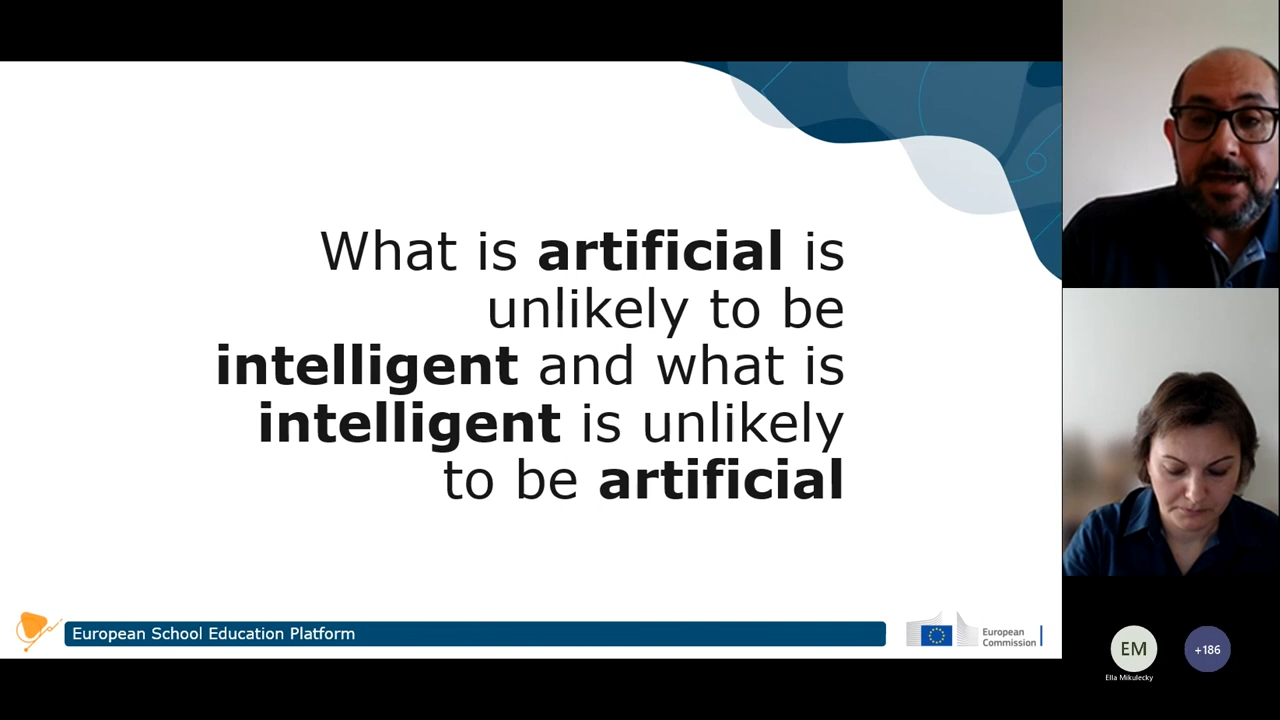 What is artificial is
unlikely to be
intelligent and what is
intelligent is unlikely
to be artificial
European School Education Platform
European
Commission
EM
+186
Ella Mikulecky